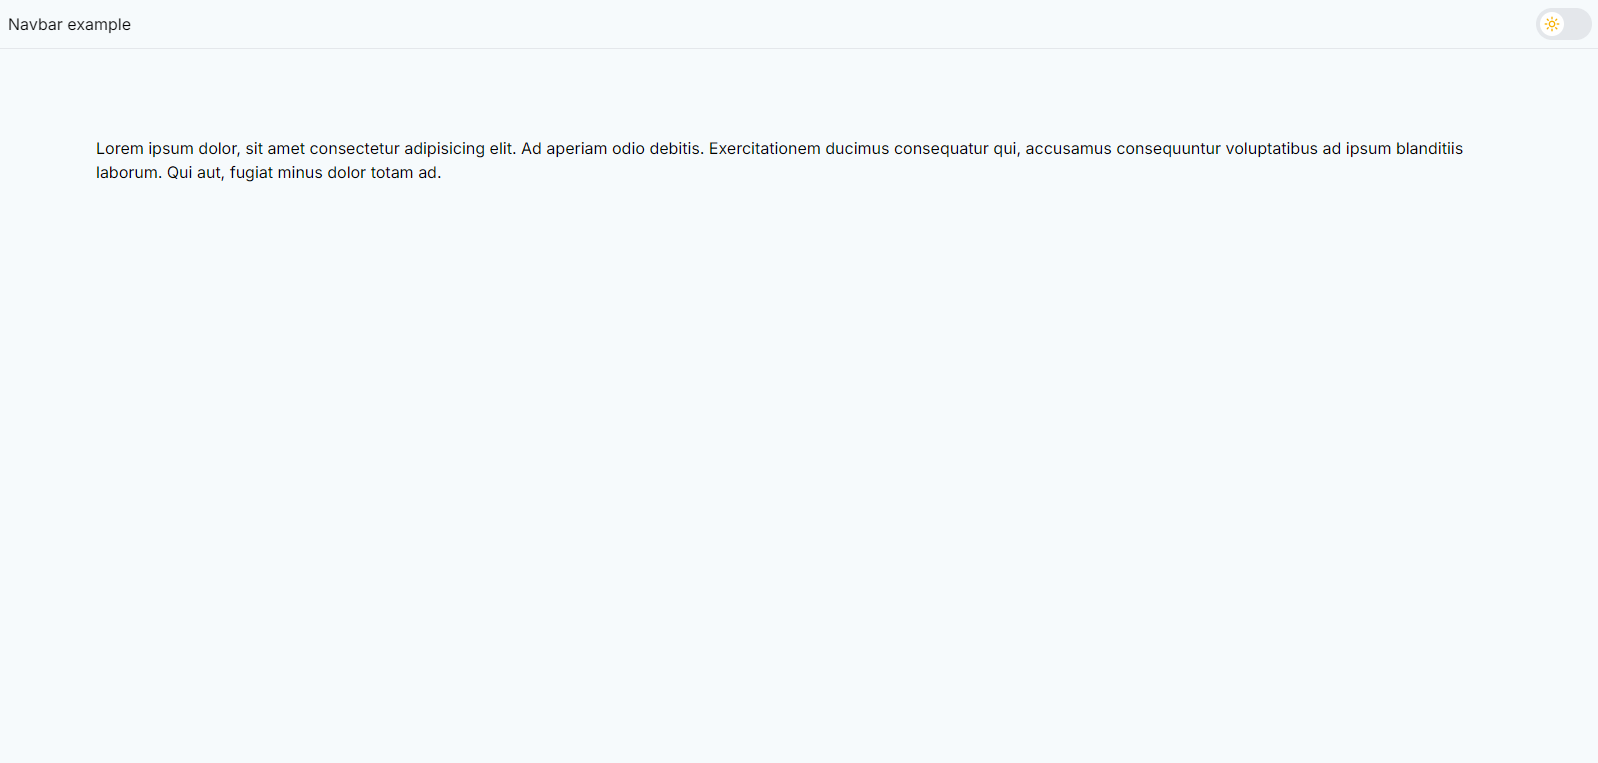 Navbar example
Lorem ipsum dolor, sit amet consectetur adipisicing elit. Ad aperiam odio debitis. Exercitationem ducimus consequatur qui, accusamus consequuntur voluptatibus ad ipsum blanditiis
laborum. Qui aut, fugiat minus dolor totam ad.